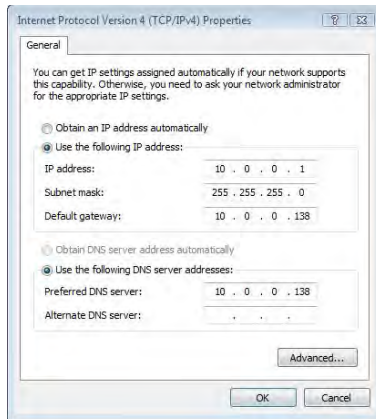 Internet Protocol Version 4 (TCP/IPv4) Properties
General
You can get IP settings assigned automatically if your network supports
this capability. Otherwise, you need to ask your network administrator
for the appropriate IP settings.
Obtain an IP address automatically
Use the following IP address:
IP address: 10 . 0 . 0 . 1
Subnet mask: 255 . 255 . 255 . 0
Default gateway: 10 . 0 . 0 . 138
Obtain DNS server address automatically
Use the following DNS server addresses:
Preferred DNS server: 10 . 0 . 0 . 138
Alternate DNS server: . . .
Advanced...
OK Cancel